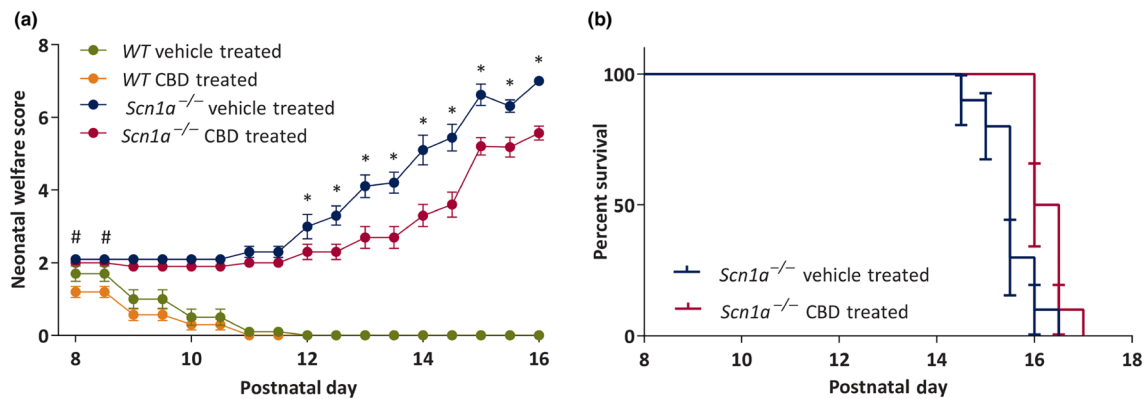 (a)
8
6
4
2
0
Neonatal welfare score
WT vehicle treated
WT CBD treated
Scn1a−/− vehicle treated
Scn1a−/− CBD treated
# #
* * * * * * * * *
8 10 12 14 16
Postnatal day
(b)
100
50
0
Percent survival
Scn1a−/− vehicle treated
Scn1a−/− CBD treated
8 10 12 14 16 18
Postnatal day